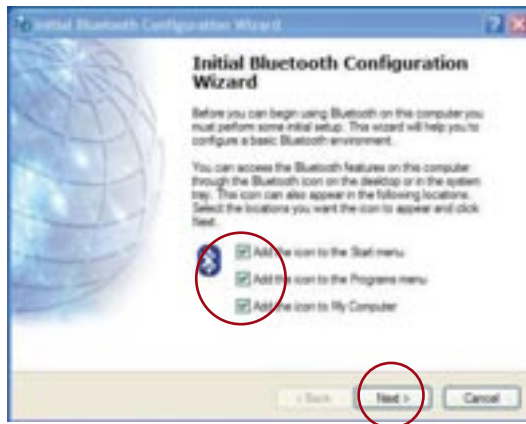 Initial Bluetooth Configuration Wizard
Initial Bluetooth Configuration
Wizard
Before you can begin using Bluetooth on this computer you
must perform some initial setup. This wizard will help you to
configure a basic Bluetooth environment.
You can access the Bluetooth features on this computer
through the Bluetooth icon on the desktop or in the system
tray. This icon can also appear in the following locations.
Select the locations you want the icon to appear and click
Next.
Add the icon to the Start menu
Add the icon to the Programs menu
Add the icon to My Computer
< Back
Next >
Cancel